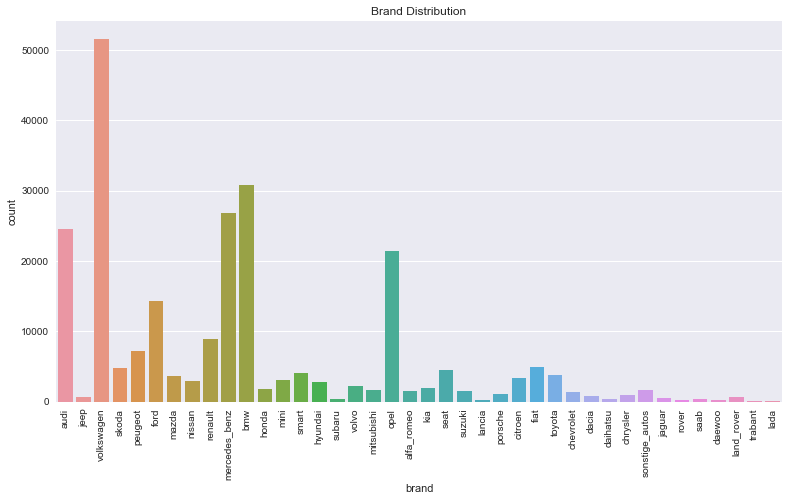 Brand Distribution
50000
40000
30000
20000
10000
0
count
audi
jeep
volkswagen
skoda
peugeot
ford
mazda
nissan
renault
mercedes_benz
bmw
honda
mini
smart
hyundai
subaru
volvo
mitsubishi
opel
alfa_romeo
kia
seat
suzuki
lancia
porsche
citroen
fiat
toyota
chevrolet
dacia
daihatsu
chrysler
sonstige_autos
jaguar
rover
saab
daewoo
land_rover
trabant
lada
brand